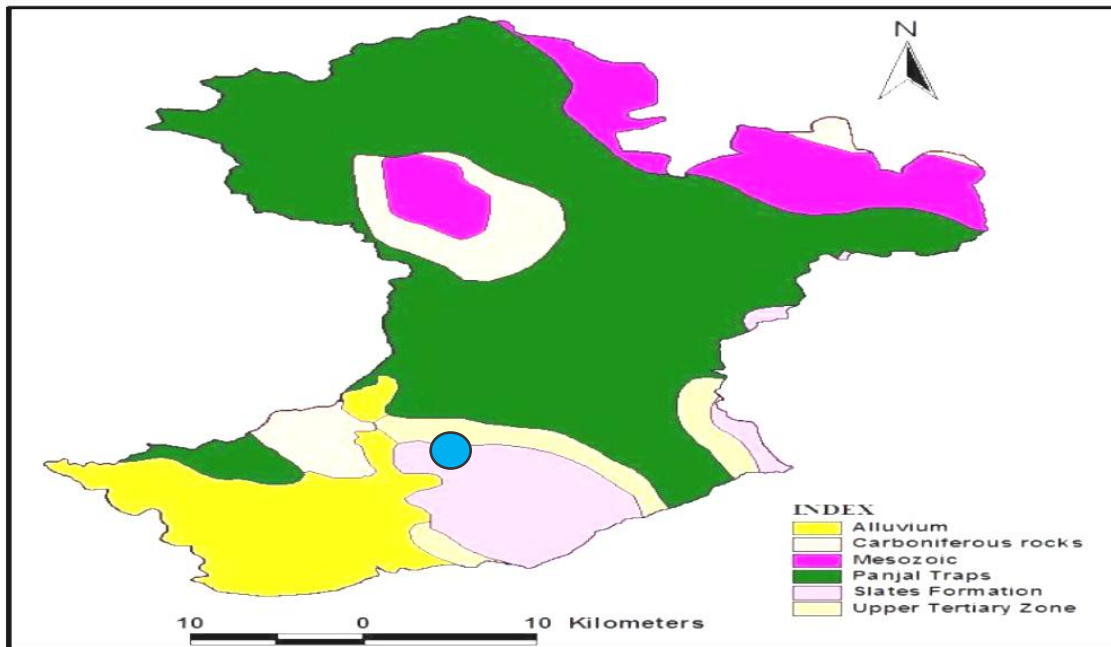 N
INDEX
Alluvium
Carboniferous rocks
Mesozoic
Panjal Traps
Slates Formation
Upper Tertiary Zone
10 0 10 Kilometers